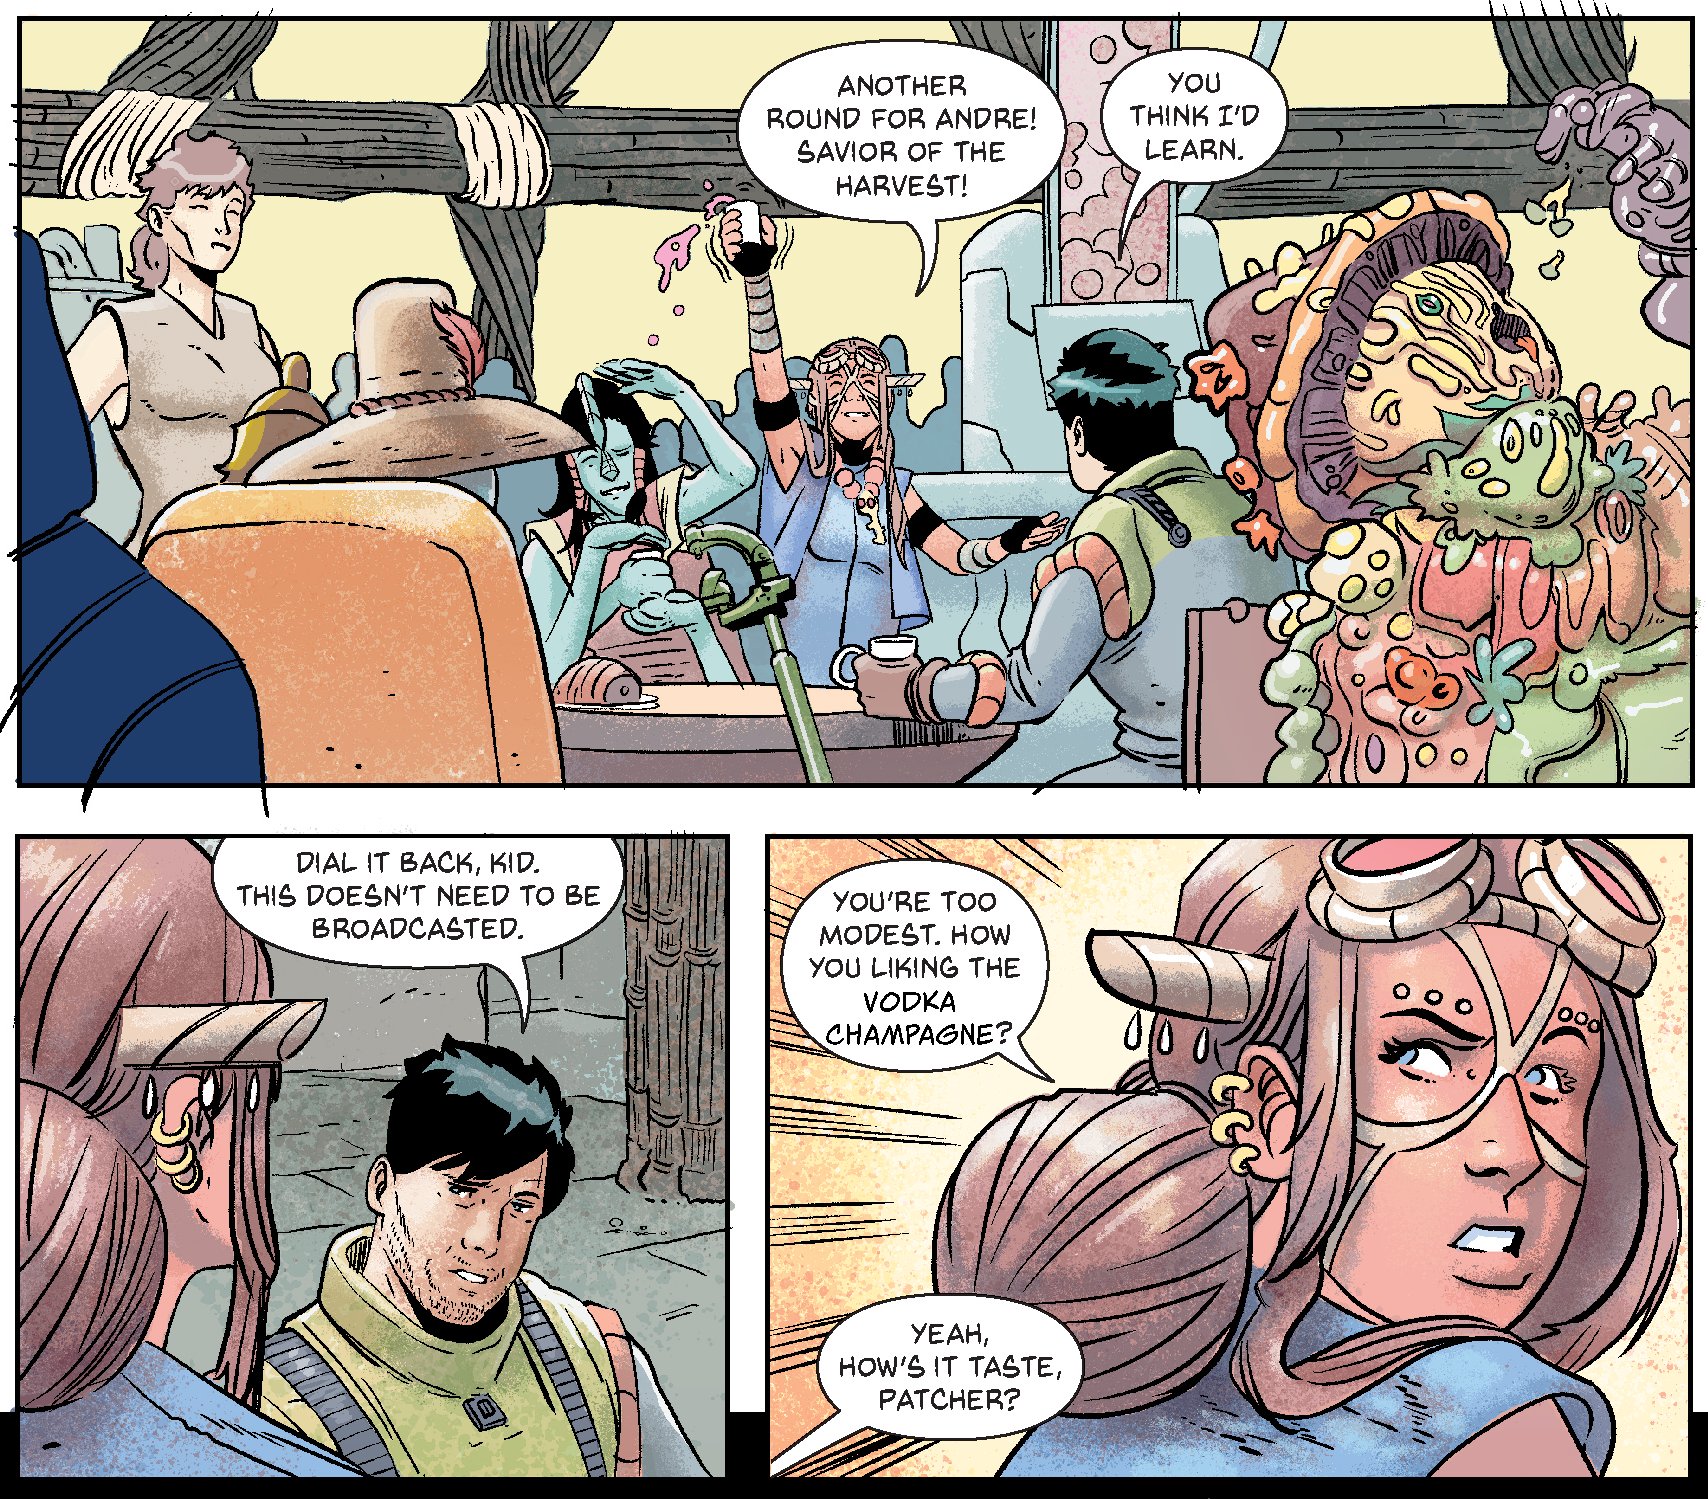 ANOTHER
ROUND FOR ANDRE!
SAVIOR OF THE
HARVEST!
YOU
THINK I'D
LEARN.
DIAL IT BACK, KID.
THIS DOESN'T NEED TO BE
BROADCASTED.
YOU'RE TOO
MODEST. HOW
YOU LIKING THE
VODKA
CHAMPAGNE?
YEAH,
HOW'S IT TASTE,
PATCHER?